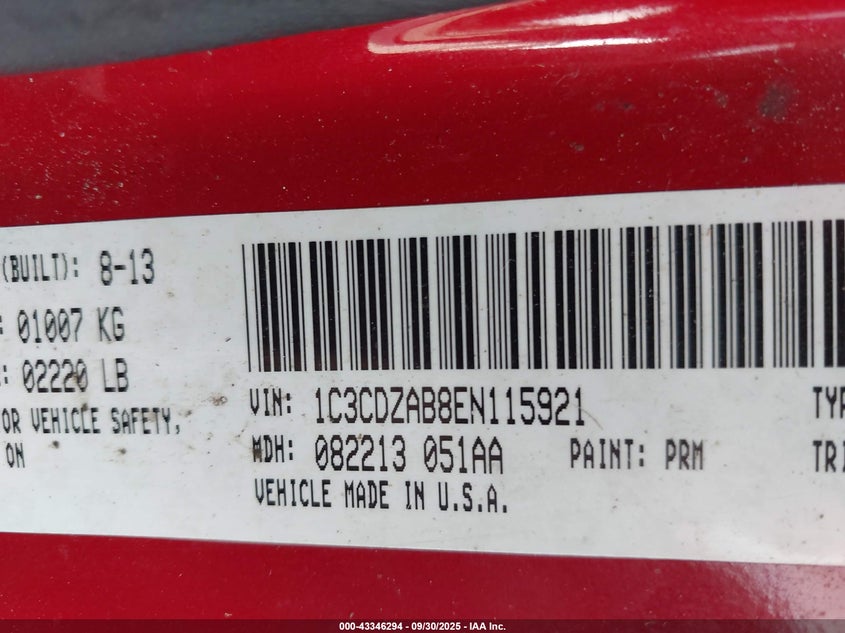 (BUILT): 8-13
: 01007 KG
: 02220 LB
OR VEHICLE SAFETY,
ON
VIN: 1C3CDZAB8EN115921
MDH: 082213 051AA
PAINT: PRM
VEHICLE MADE IN U.S.A.
TYP
TRI
000-43346294 - 09/30/2025 - IAA Inc.